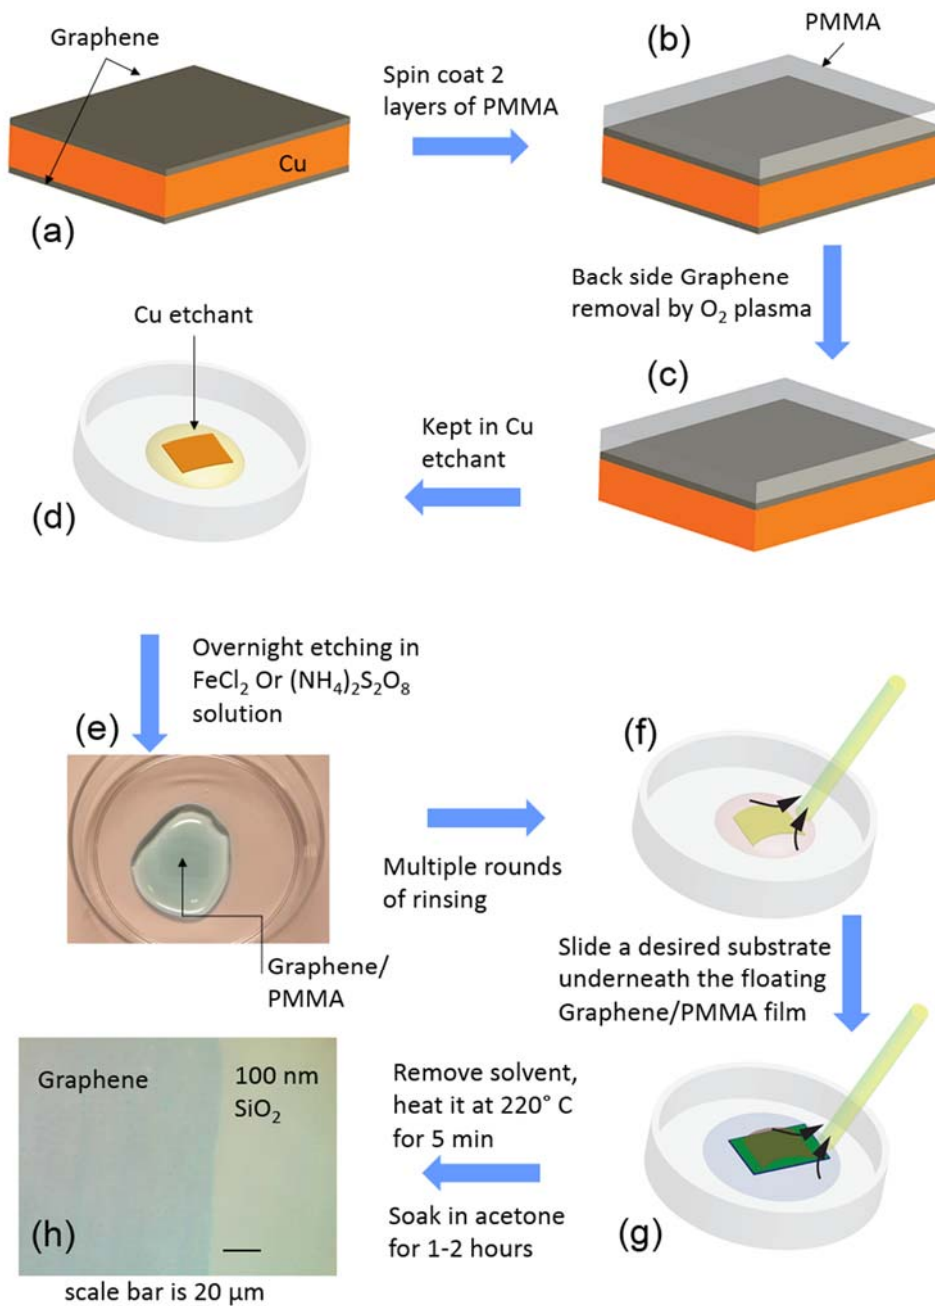 Graphene
Cu
(a)
Spin coat 2
layers of PMMA
(b)
PMMA
Back side Graphene
removal by O₂ plasma
(c)
Kept in Cu
etchant
Cu etchant
(d)
Overnight etching in
FeCl₂ Or (NH₄)₂S₂O₈
solution
(e)
Graphene/
PMMA
Multiple rounds
of rinsing
(f)
Slide a desired substrate
underneath the floating
Graphene/PMMA film
(g)
Remove solvent,
heat it at 220° C
for 5 min
Soak in acetone
for 1-2 hours
Graphene
100 nm
SiO₂
(h)
scale bar is 20 μm